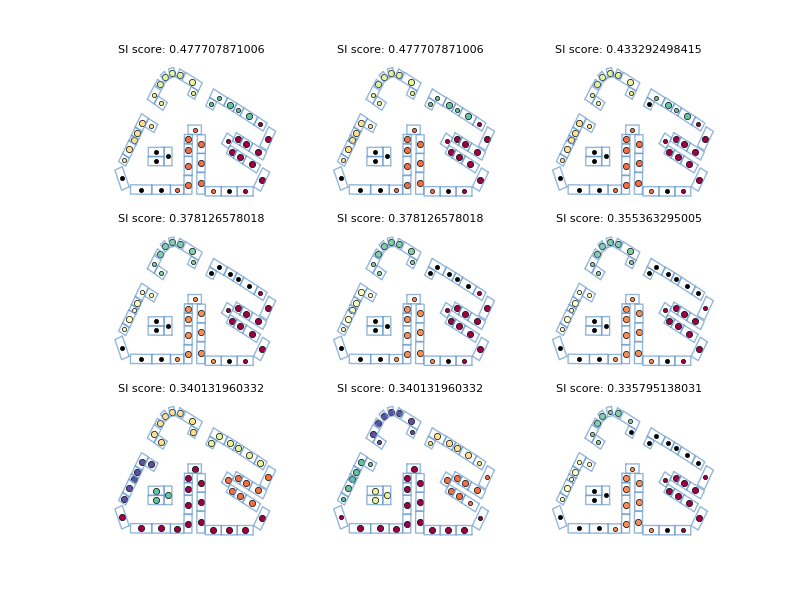 SI score: 0.477707871006
SI score: 0.477707871006
SI score: 0.433292498415
SI score: 0.378126578018
SI score: 0.378126578018
SI score: 0.355363295005
SI score: 0.340131960332
SI score: 0.340131960332
SI score: 0.335795138031